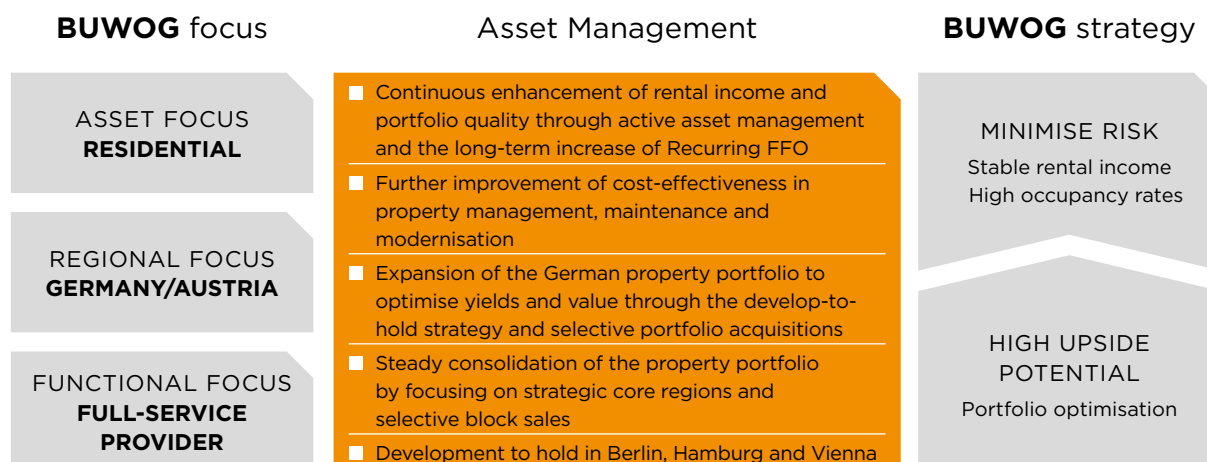 BUWOG focus
ASSET FOCUS
RESIDENTIAL
REGIONAL FOCUS
GERMANY/AUSTRIA
FUNCTIONAL FOCUS
FULL-SERVICE
PROVIDER
Asset Management
Continuous enhancement of rental income and
portfolio quality through active asset management
and the long-term increase of Recurring FFO
Further improvement of cost-effectiveness in
property management, maintenance and
modernisation
Expansion of the German property portfolio to
optimise yields and value through the develop-to-
hold strategy and selective portfolio acquisitions
Steady consolidation of the property portfolio
by focusing on strategic core regions and
selective block sales
Development to hold in Berlin, Hamburg and Vienna
BUWOG strategy
MINIMISE RISK
Stable rental income
High occupancy rates
HIGH UPSIDE
POTENTIAL
Portfolio optimisation